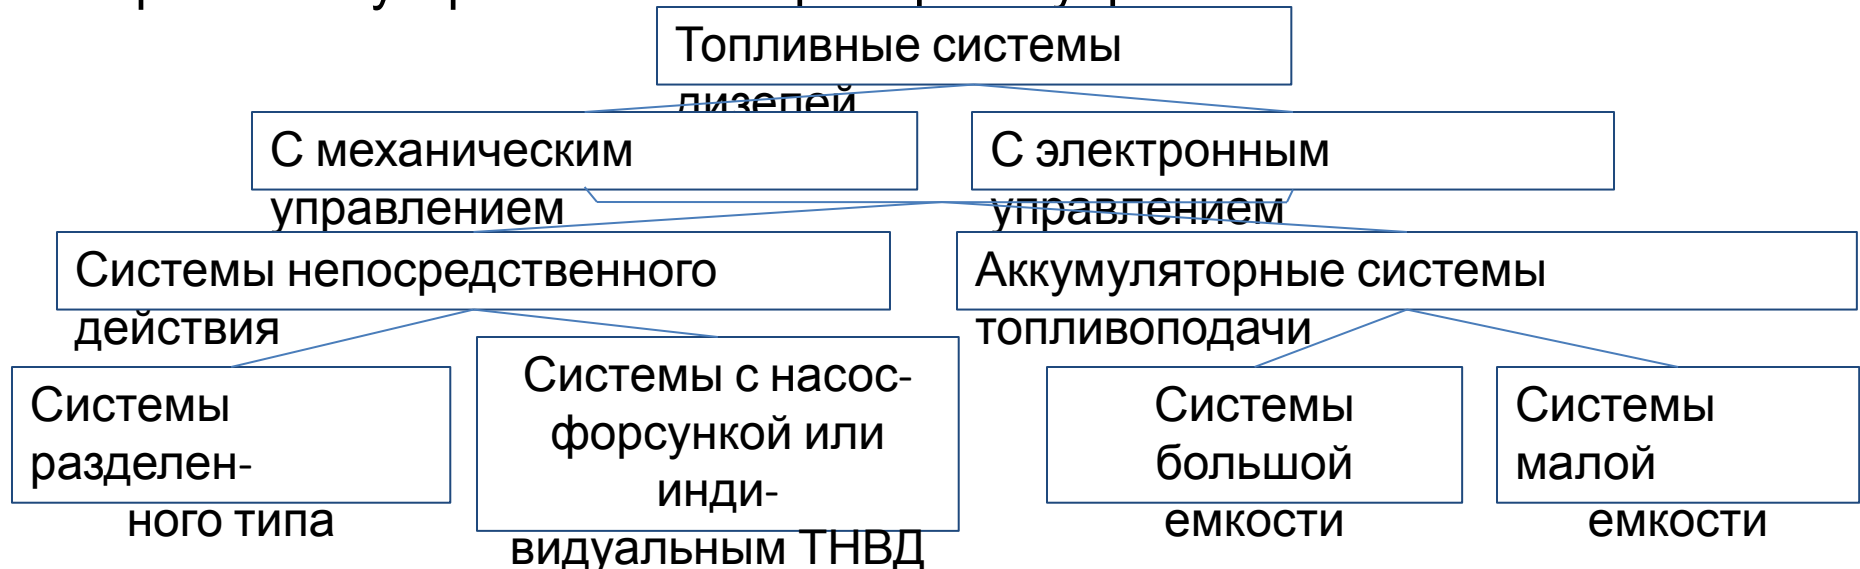 Топливные системы
дизелей
С механическим
управлением
С электронным
управлением
Системы непосредственного
действия
Аккумуляторные системы
топливоподачи
Системы
разделен-
ного типа
Системы с насос-
форсункой или
инди-
видуальным ТНВД
Системы
большой
емкости
Системы
малой
емкости